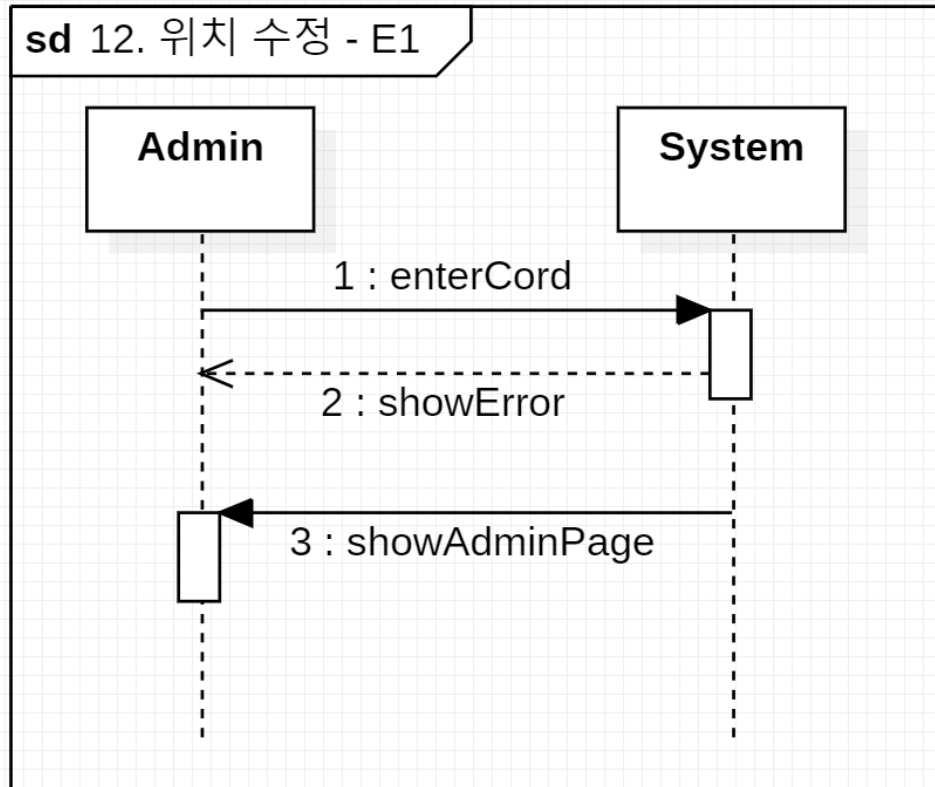 sd 12. 위치 수정 - E1
Admin
System
1 : enterCord
2 : showError
3 : showAdminPage